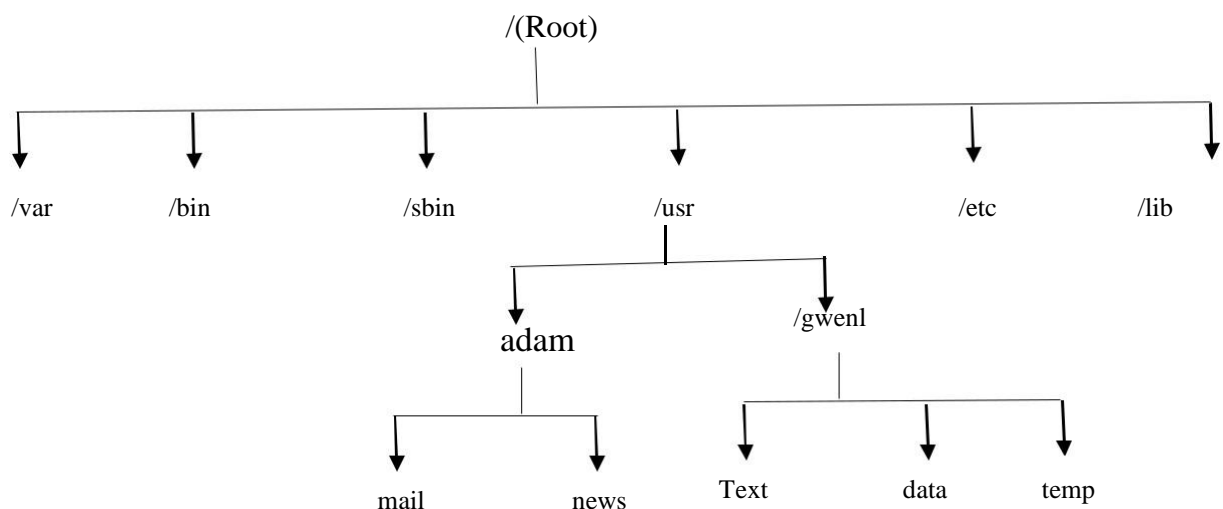 /(Root)
/var /bin /sbin /usr /etc /lib
/gwenl
adam
Text data temp
mail news